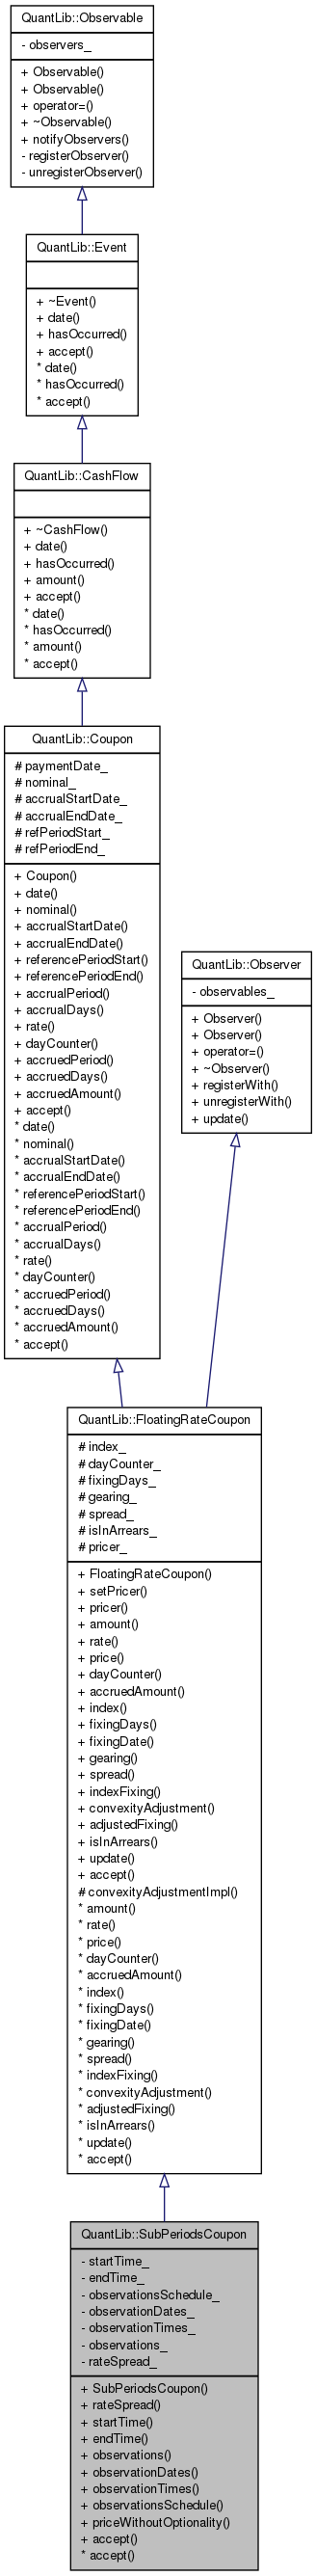 QuantLib::Observable
- observers_
+ Observable()
+ Observable()
+ operator=()
+ ~Observable()
+ notifyObservers()
- registerObserver()
- unregisterObserver()
QuantLib::Event
+ ~Event()
+ date()
+ hasOccurred()
+ accept()
* date()
* hasOccurred()
* accept()
QuantLib::CashFlow
+ ~CashFlow()
+ date()
+ hasOccurred()
+ amount()
+ accept()
* date()
* hasOccurred()
* amount()
* accept()
QuantLib::Coupon
# paymentDate_
# nominal_
# accrualStartDate_
# accrualEndDate_
# refPeriodStart_
# refPeriodEnd_
+ Coupon()
+ date()
+ nominal()
+ accrualStartDate()
+ accrualEndDate()
+ referencePeriodStart()
+ referencePeriodEnd()
+ accrualPeriod()
+ accrualDays()
+ rate()
+ dayCounter()
+ accruedPeriod()
+ accruedDays()
+ accruedAmount()
+ accept()
* date()
* nominal()
* accrualStartDate()
* accrualEndDate()
* referencePeriodStart()
* referencePeriodEnd()
* accrualPeriod()
* accrualDays()
* rate()
* dayCounter()
* accruedPeriod()
* accruedDays()
* accruedAmount()
* accept()
QuantLib::Observer
- observables_
+ Observer()
+ Observer()
+ operator=()
+ ~Observer()
+ registerWith()
+ unregisterWith()
+ update()
QuantLib::FloatingRateCoupon
# index_
# dayCounter_
# fixingDays_
# gearing_
# spread_
# isInArrears_
# pricer_
+ FloatingRateCoupon()
+ setPricer()
+ pricer()
+ amount()
+ rate()
+ price()
+ dayCounter()
+ accruedAmount()
+ index()
+ fixingDays()
+ fixingDate()
+ gearing()
+ spread()
+ indexFixing()
+ convexityAdjustment()
+ adjustedFixing()
+ isInArrears()
+ update()
+ accept()
# convexityAdjustmentImpl()
* amount()
* rate()
* price()
* dayCounter()
* accruedAmount()
* index()
* fixingDays()
* fixingDate()
* gearing()
* spread()
* indexFixing()
* convexityAdjustment()
* adjustedFixing()
* isInArrears()
* update()
* accept()
QuantLib::SubPeriodsCoupon
- startTime_
- endTime_
- observationsSchedule_
- observationDates_
- observationTimes_
- observations_
- rateSpread_
+ SubPeriodsCoupon()
+ rateSpread()
+ startTime()
+ endTime()
+ observations()
+ observationDates()
+ observationTimes()
+ observationsSchedule()
+ priceWithoutOptionality()
+ accept()
* accept()